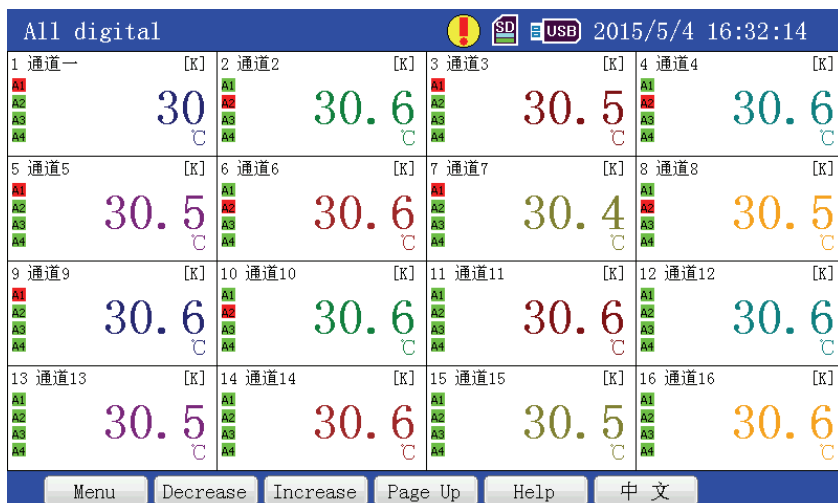 All digital SD USB 2015/5/4 16:32:14
1 通道一 [K] 2 通道2 [K] 3 通道3 [K] 4 通道4 [K]
A1 A1 A1 A1
A2 30 A2 30.6 A2 30.5 A2 30.6
A3 A3 A3 A3
A4 ℃ A4 ℃ A4 ℃ A4 ℃
5 通道5 [K] 6 通道6 [K] 7 通道7 [K] 8 通道8 [K]
A1 A1 A1 A1
A2 30.5 A2 30.6 A2 30.4 A2 30.5
A3 A3 A3 A3
A4 ℃ A4 ℃ A4 ℃ A4 ℃
9 通道9 [K] 10 通道10 [K] 11 通道11 [K] 12 通道12 [K]
A1 A1 A1 A1
A2 30.6 A2 30.6 A2 30.6 A2 30.6
A3 A3 A3 A3
A4 ℃ A4 ℃ A4 ℃ A4 ℃
13 通道13 [K] 14 通道14 [K] 15 通道15 [K] 16 通道16 [K]
A1 A1 A1 A1
A2 30.5 A2 30.6 A2 30.5 A2 30.6
A3 A3 A3 A3
A4 ℃ A4 ℃ A4 ℃ A4 ℃
Menu Decrease Increase Page Up Help 中 文